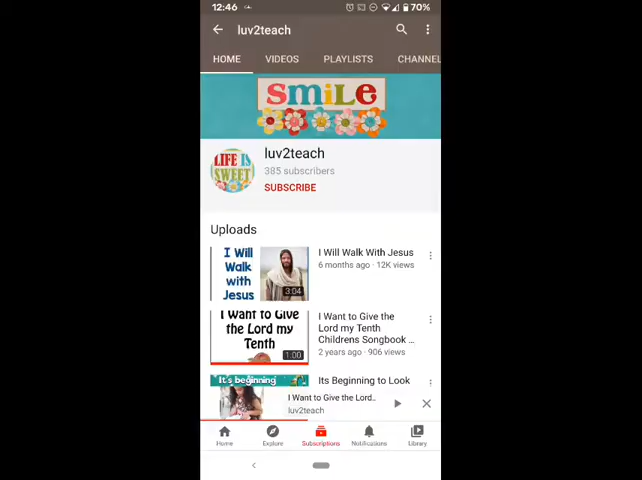 12:46
70%
luv2teach
HOME VIDEOS PLAYLISTS CHANNEL
SMiLe
LIFE IS
SWEET
luv2teach
385 subscribers
SUBSCRIBE
Uploads
I Will
Walk
with
Jesus
3:04
I Will Walk With Jesus
6 months ago · 12K views
I Want to Give
the Lord my
Tenth
1:00
I Want to Give the
Lord my Tenth
Childrens Songbook ...
2 years ago · 906 views
It's beginning
Its Beginning to Look
I Want to Give the Lord..
luv2teach
Home Explore Subscriptions Notifications Library